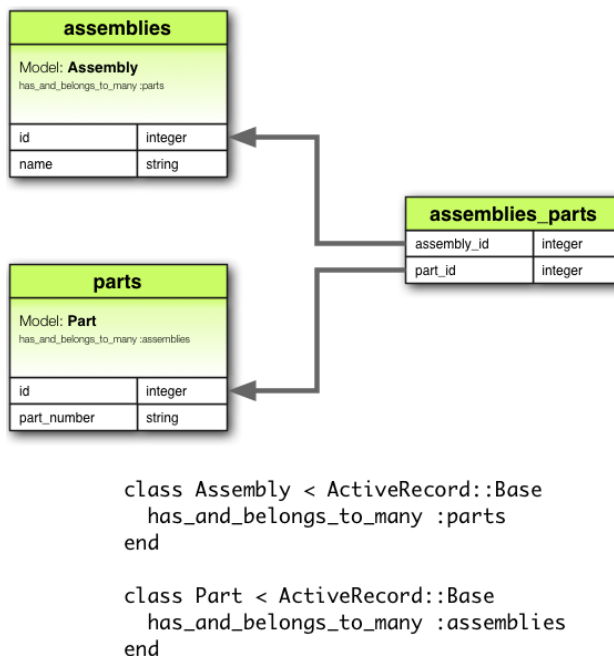 assemblies
Model: Assembly
has_and_belongs_to_many :parts
id integer
name string
assemblies_parts
assembly_id integer
part_id integer
parts
Model: Part
has_and_belongs_to_many :assemblies
id integer
part_number string
class Assembly < ActiveRecord::Base
  has_and_belongs_to_many :parts
end
class Part < ActiveRecord::Base
  has_and_belongs_to_many :assemblies
end